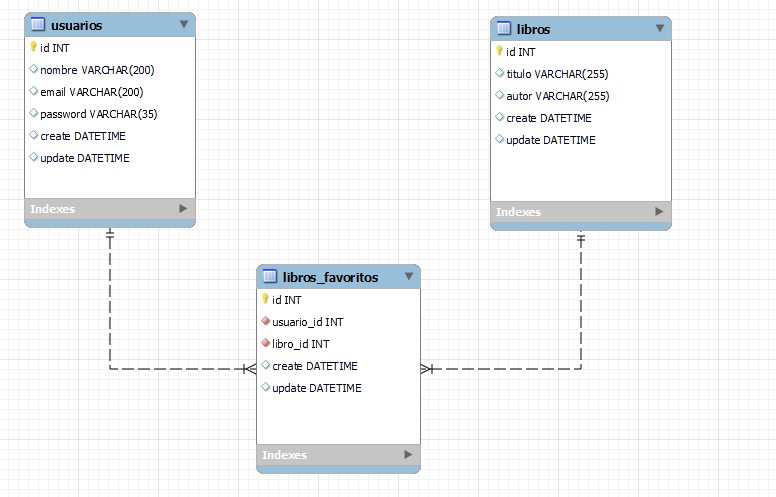 usuarios
id INT
nombre VARCHAR(200)
email VARCHAR(200)
password VARCHAR(35)
create DATETIME
update DATETIME
Indexes
libros
id INT
titulo VARCHAR(255)
autor VARCHAR(255)
create DATETIME
update DATETIME
Indexes
libros_favoritos
id INT
usuario_id INT
libro_id INT
create DATETIME
update DATETIME
Indexes